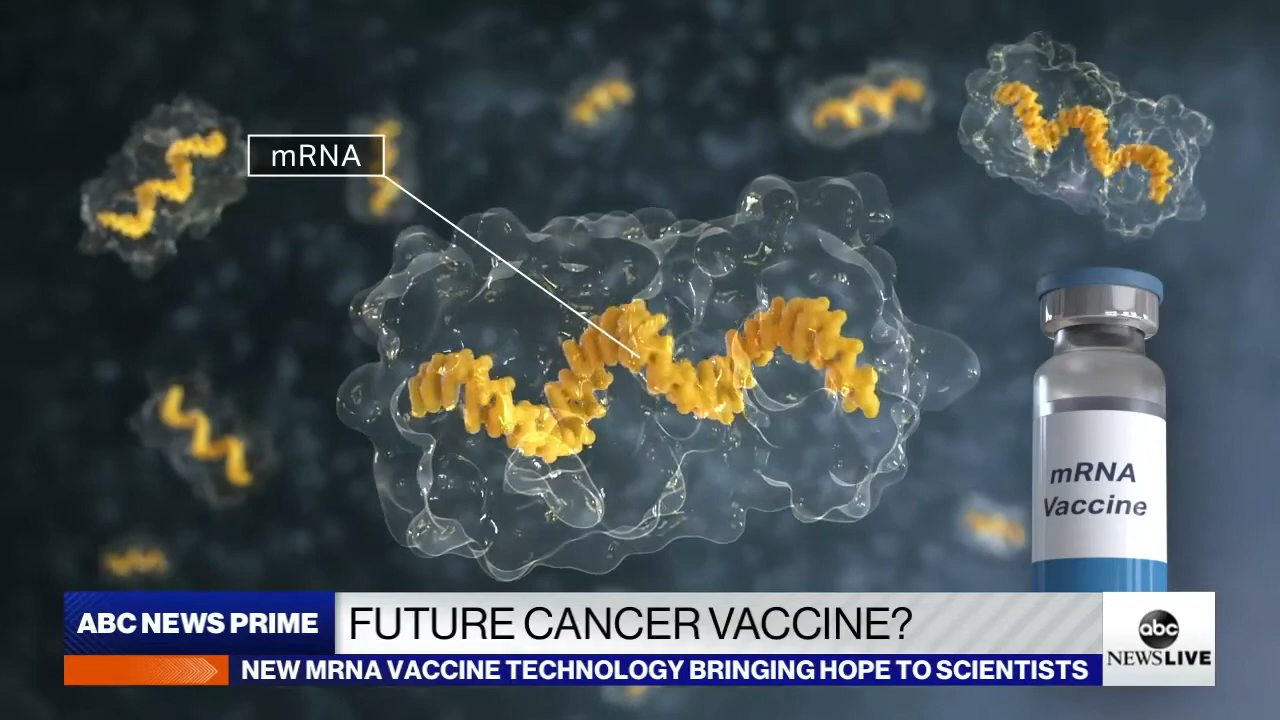 mRNA
mRNA
Vaccine
ABC NEWS PRIME
FUTURE CANCER VACCINE?
NEW MRNA VACCINE TECHNOLOGY BRINGING HOPE TO SCIENTISTS
abc
NEWSLIVE